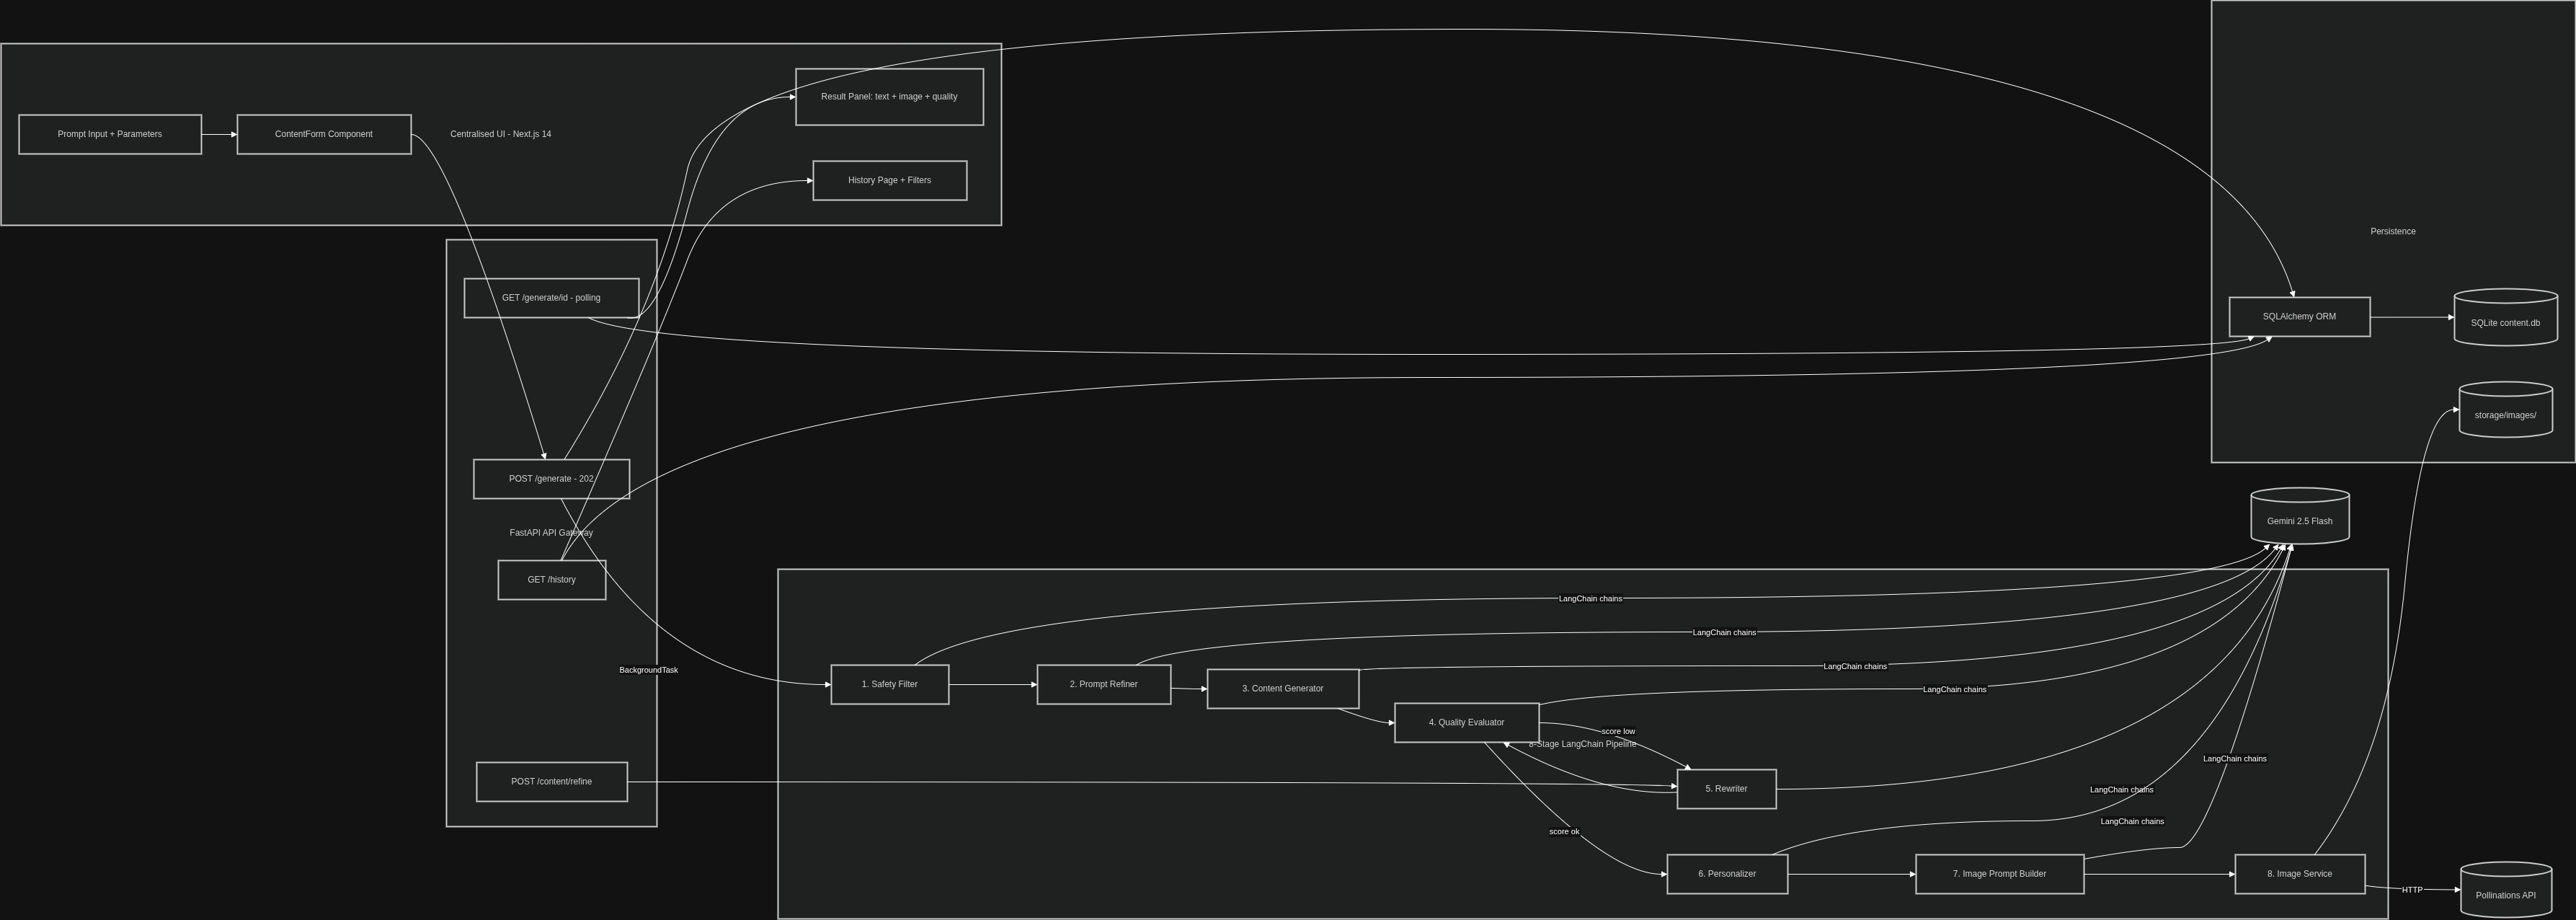 Result Panel: text + image + quality
Prompt Input + Parameters
ContentForm Component
Centralised UI - Next.js 14
History Page + Filters
Persistence
GET /generate/id - polling
SQLAlchemy ORM
SQLite content.db
storage/images/
POST /generate - 202
FastAPI API Gateway
GET /history
Gemini 2.5 Flash
BackgroundTask
POST /content/refine
LangChain chains
LangChain chains
LangChain chains
1. Safety Filter
2. Prompt Refiner
3. Content Generator
LangChain chains
4. Quality Evaluator
score low
8-Stage LangChain Pipeline
LangChain chains
5. Rewriter
LangChain chains
LangChain chains
score ok
6. Personalizer
7. Image Prompt Builder
8. Image Service
HTTP
Pollinations API